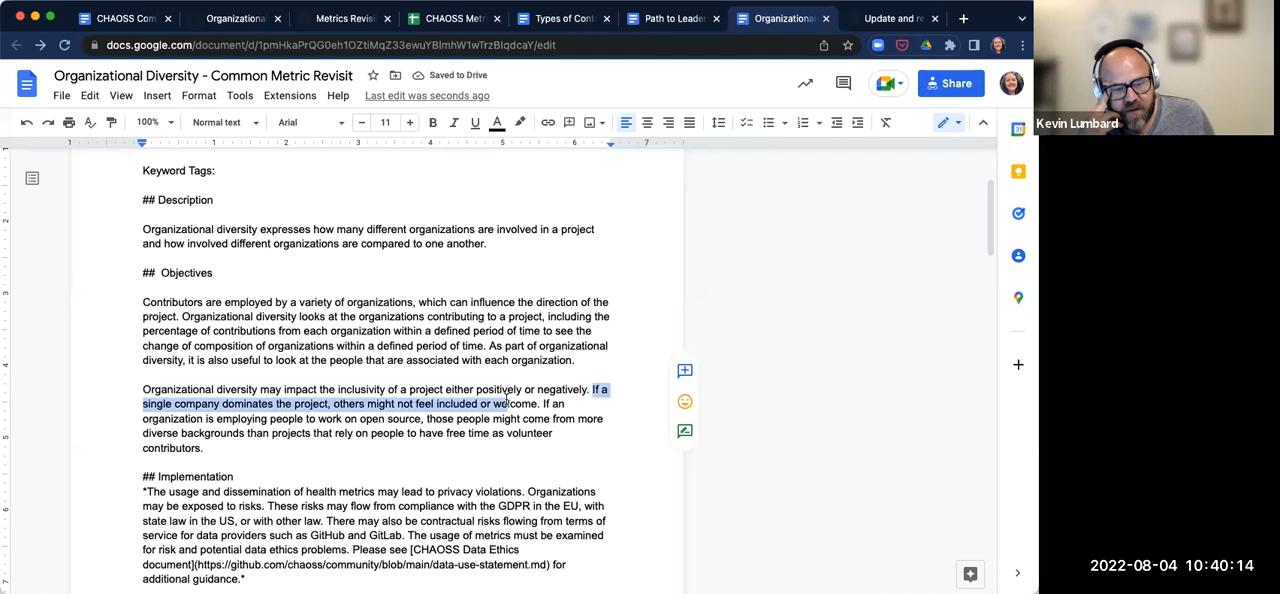 CHAOSS Com
Organizational
Metrics Revisi
CHAOSS Metr
Types of Cont
Path to Leader
Organizationa
Update and re
docs.google.com/document/d/1pmHkaPrQG0eh1OZtiMqZ33ewuYBlmhW1wTrzBIqdcaY/edit
Organizational Diversity - Common Metric Revisit
Saved to Drive
Share
File Edit View Insert Format Tools Extensions Help Last edit was seconds ago
100% Normal text Arial 11
Kevin Lumbard
Keyword Tags:
## Description
Organizational diversity expresses how many different organizations are involved in a project
and how involved different organizations are compared to one another.
## Objectives
Contributors are employed by a variety of organizations, which can influence the direction of the
project. Organizational diversity looks at the organizations contributing to a project, including the
percentage of contributions from each organization within a defined period of time to see the
change of composition of organizations within a defined period of time. As part of organizational
diversity, it is also useful to look at the people that are associated with each organization.
Organizational diversity may impact the inclusivity of a project either positively or negatively. If a
single company dominates the project, others might not feel included or welcome. If an
organization is employing people to work on open source, those people might come from more
diverse backgrounds than projects that rely on people to have free time as volunteer
contributors.
## Implementation
*The usage and dissemination of health metrics may lead to privacy violations. Organizations
may be exposed to risks. These risks may flow from compliance with the GDPR in the EU, with
state law in the US, or with other law. There may also be contractual risks flowing from terms of
service for data providers such as GitHub and GitLab. The usage of metrics must be examined
for risk and potential data ethics problems. Please see [CHAOSS Data Ethics
document](https://github.com/chaoss/community/blob/main/data-use-statement.md) for
additional guidance.*
2022-08-04 10:40:14